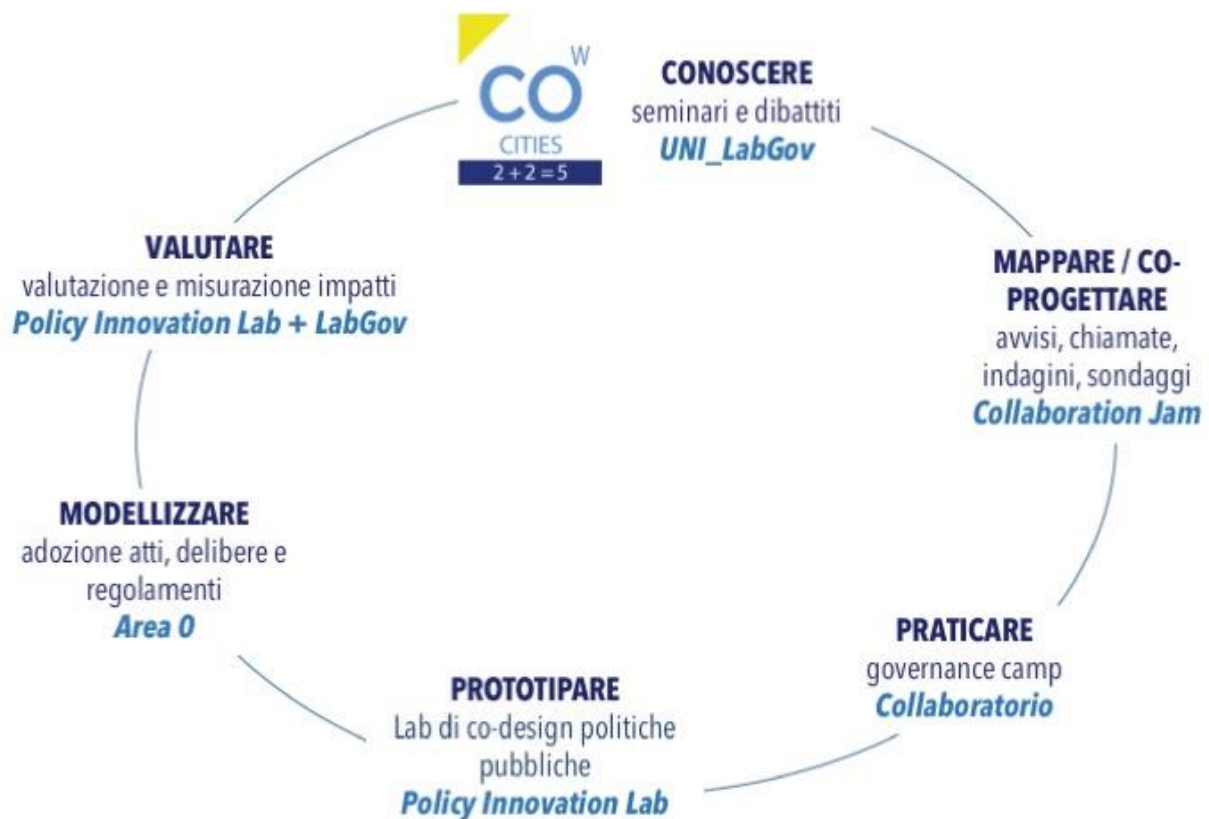 CO
W
CITIES
2 + 2 = 5
CONOSCERE
seminari e dibattiti
UNI_LabGov
MAPPARE / CO-
PROGETTARE
avvisi, chiamate,
indagini, sondaggi
Collaboration Jam
PRATICARE
governance camp
Collaboratorio
PROTOTIPARE
Lab di co-design politiche
pubbliche
Policy Innovation Lab
MODELLIZZARE
adozione atti, delibere e
regolamenti
Area 0
VALUTARE
valutazione e misurazione impatti
Policy Innovation Lab + LabGov